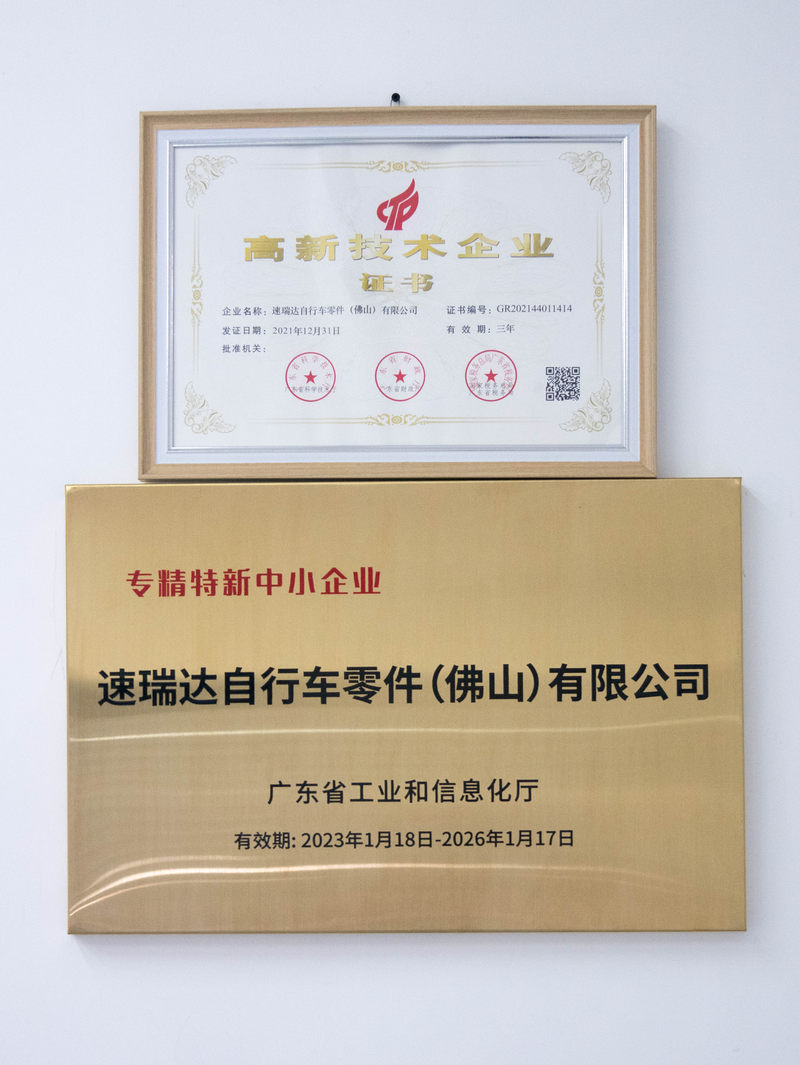 高新技术企业
证书
企业名称：速瑞达自行车零件（佛山）有限公司 证书编号：GR202144011414
发证日期：2021年12月31日 有 效 期：三年
批准机关：
专精特新中小企业
速瑞达自行车零件（佛山）有限公司
广东省工业和信息化厅
有效期: 2023年1月18日-2026年1月17日